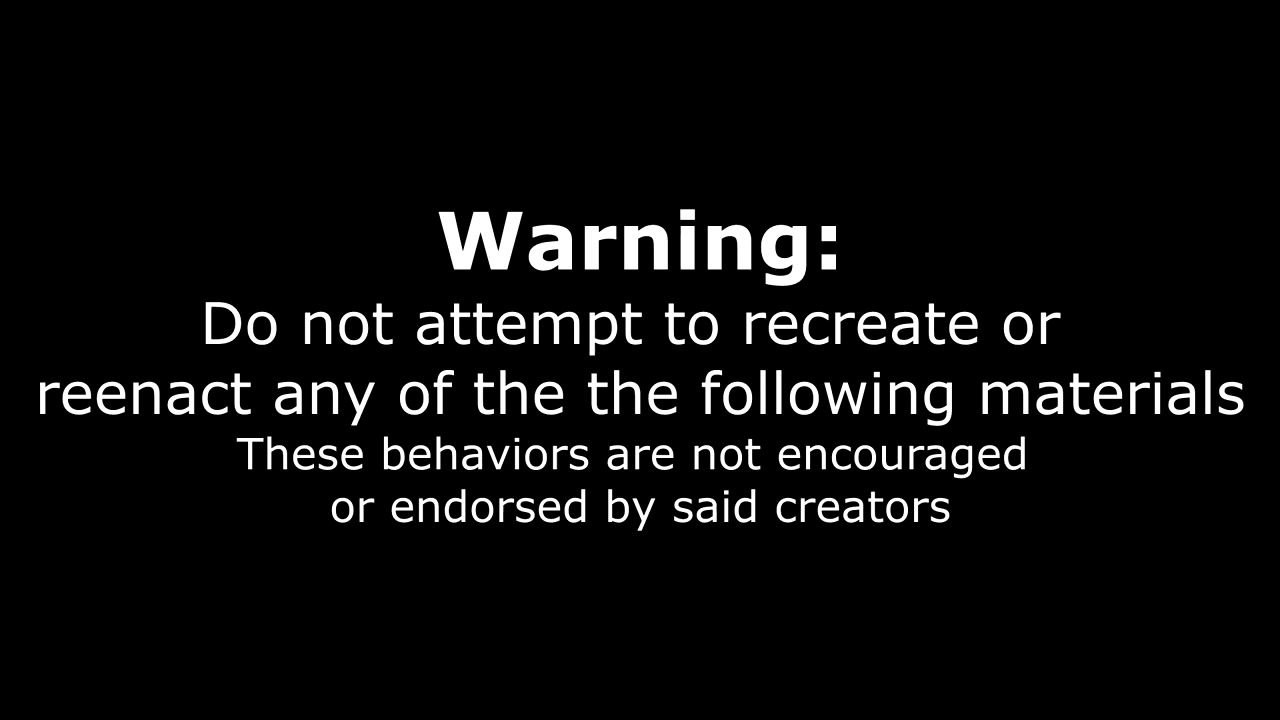 Warning:
Do not attempt to recreate or
reenact any of the the following materials
These behaviors are not encouraged
or endorsed by said creators